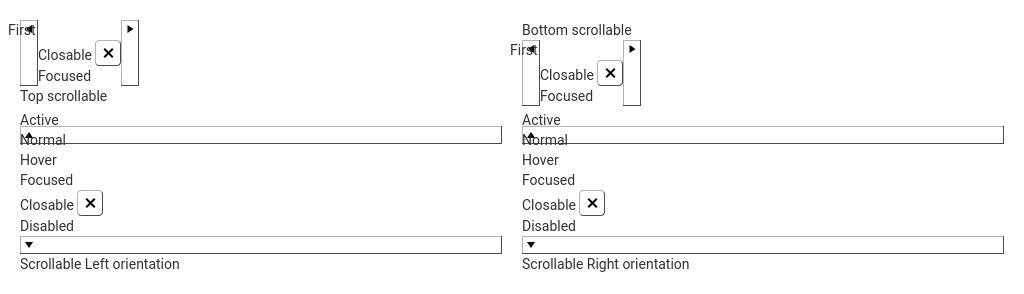 First
Closable
Focused
Top scrollable
Active
Normal
Hover
Focused
Closable
Disabled
Scrollable Left orientation
Bottom scrollable
First
Closable
Focused
Active
Normal
Hover
Focused
Closable
Disabled
Scrollable Right orientation